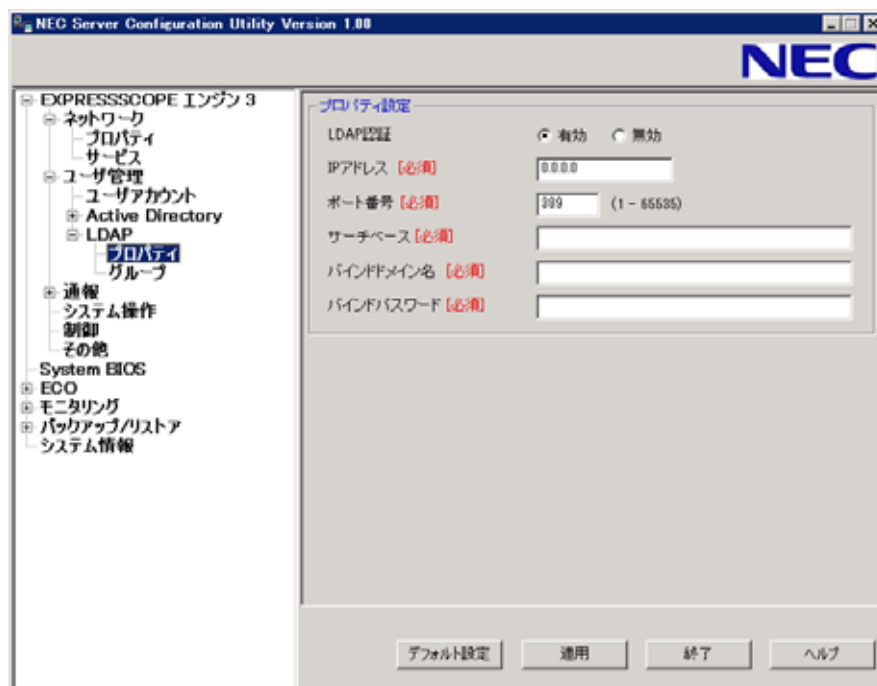 NEC Server Configuration Utility Version 1.00
NEC
EXPRESSSCOPE エンジン 3
ネットワーク
プロパティ
サービス
ユーザ管理
ユーザアカウント
Active Directory
LDAP
プロパティ
グループ
通報
システム操作
制御
その他
System BIOS
ECO
モニタリング
バックアップ/リストア
システム情報
プロパティ設定
LDAP認証 有効 無効
IPアドレス [必須] 0.0.0.0
ポート番号 [必須] 389 (1 - 65535)
サーチベース [必須]
バインドドメイン名 [必須]
バインドパスワード [必須]
デフォルト設定 適用 終了 ヘルプ